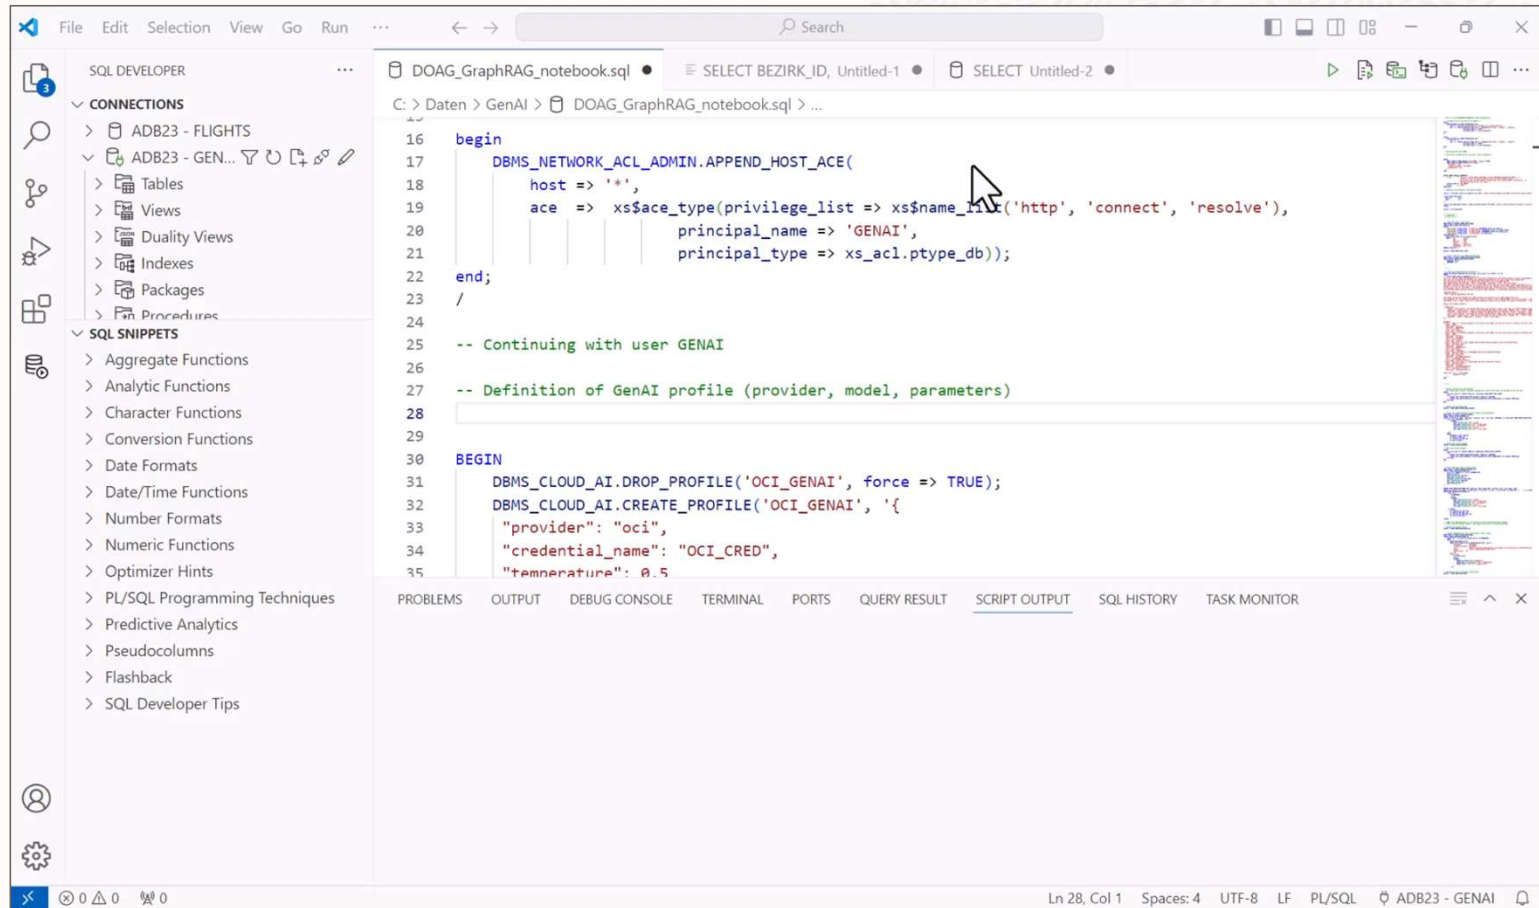 File Edit Selection View Go Run ··· Search
SQL DEVELOPER ···
CONNECTIONS
ADB23 - FLIGHTS
ADB23 - GEN...
Tables
Views
Duality Views
Indexes
Packages
Procedures
SQL SNIPPETS
Aggregate Functions
Analytic Functions
Character Functions
Conversion Functions
Date Formats
Date/Time Functions
Number Formats
Numeric Functions
Optimizer Hints
PL/SQL Programming Techniques
Predictive Analytics
Pseudocolumns
Flashback
SQL Developer Tips
3
DOAG_GraphRAG_notebook.sql SELECT BEZIRK_ID, Untitled-1 SELECT Untitled-2
C: > Daten > GenAI > DOAG_GraphRAG_notebook.sql > ...
15
16 begin
17 DBMS_NETWORK_ACL_ADMIN.APPEND_HOST_ACE(
18 host => '*',
19 ace => xs$ace_type(privilege_list => xs$name_list('http', 'connect', 'resolve'),
20 principal_name => 'GENAI',
21 principal_type => xs_acl.ptype_db));
22 end;
23 /
24
25 -- Continuing with user GENAI
26
27 -- Definition of GenAI profile (provider, model, parameters)
28
29
30 BEGIN
31 DBMS_CLOUD_AI.DROP_PROFILE('OCI_GENAI', force => TRUE);
32 DBMS_CLOUD_AI.CREATE_PROFILE('OCI_GENAI', '{
33 "provider": "oci",
34 "credential_name": "OCI_CRED",
35 "temperature": 0.5
PROBLEMS OUTPUT DEBUG CONSOLE TERMINAL PORTS QUERY RESULT SCRIPT OUTPUT SQL HISTORY TASK MONITOR
0 0 0 Ln 28, Col 1 Spaces: 4 UTF-8 LF PL/SQL ADB23 - GENAI